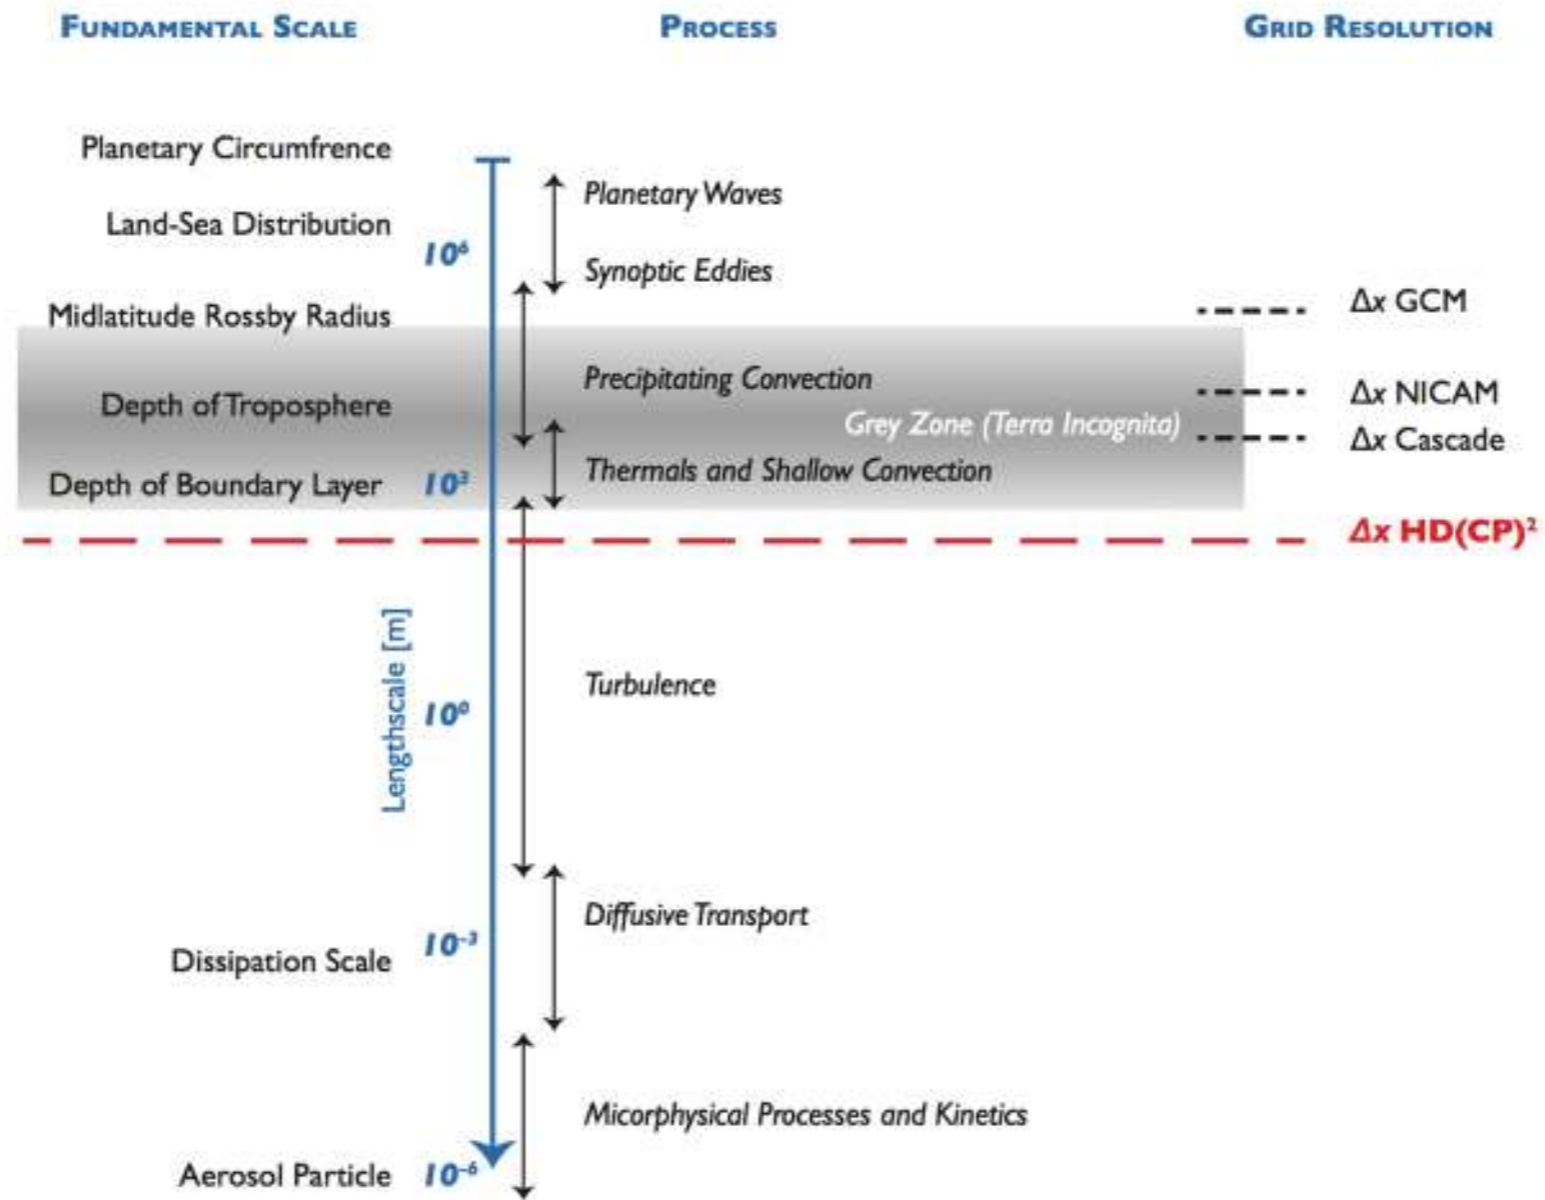 FUNDAMENTAL SCALE
PROCESS
GRID RESOLUTION
Planetary Circumfrence
Planetary Waves
Land-Sea Distribution
10⁶
Synoptic Eddies
Midlatitude Rossby Radius
Δx GCM
Precipitating Convection
Δx NICAM
Depth of Troposphere
Grey Zone (Terra Incognita)
Δx Cascade
Thermals and Shallow Convection
Depth of Boundary Layer
10³
Δx HD(CP)²
Lengthscale [m]
Turbulence
10⁰
Diffusive Transport
10⁻³
Dissipation Scale
Micorphysical Processes and Kinetics
Aerosol Particle
10⁻⁶